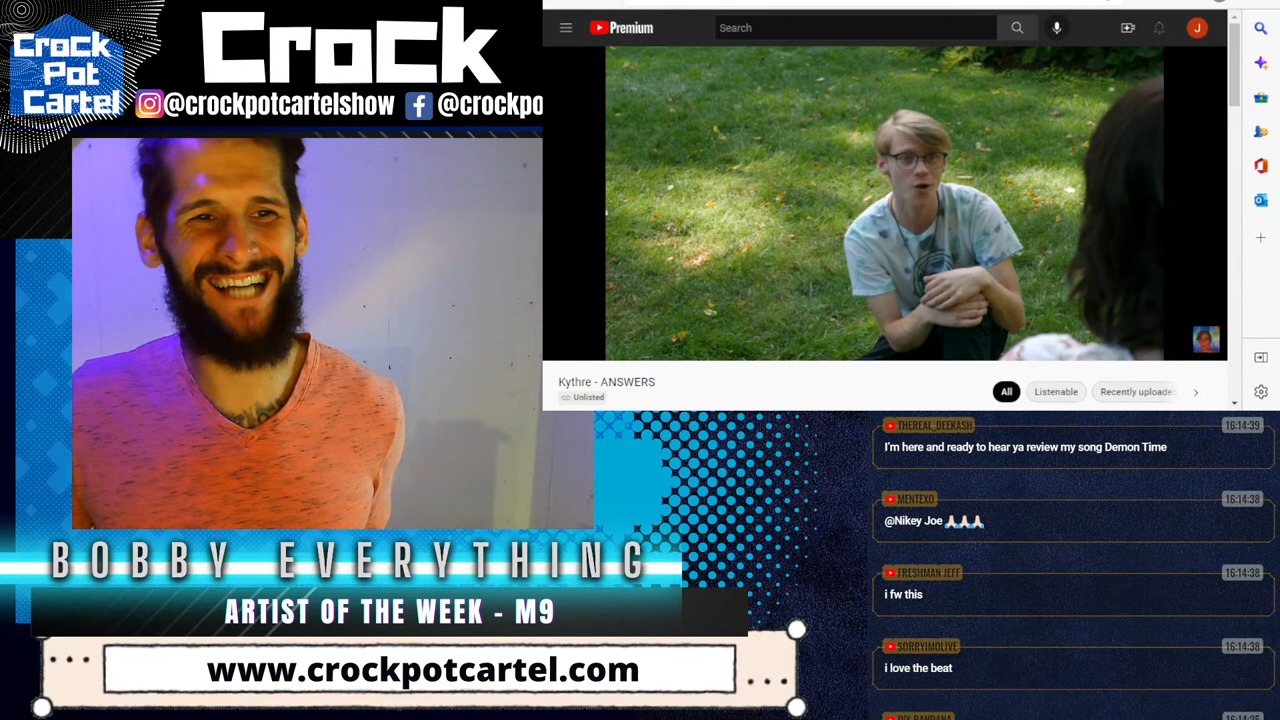 Crock
Pot
Cartel
Crock
@crockpotcartelshow @crockpo
Premium
Search
J
Kythre - ANSWERS
Unlisted
All
Listenable
Recently uploaded
THEREAL_DEEKASH 16:14:39
I'm here and ready to hear ya review my song Demon Time
MENTEXO 16:14:38
@Nikey Joe 🙏🏻🙏🏻🙏🏻
FRESHMAN JEFF 16:14:38
i fw this
SORRYIMOLIVE 16:14:38
i love the beat
BOBBY EVERYTHING
ARTIST OF THE WEEK - M9
www.crockpotcartel.com